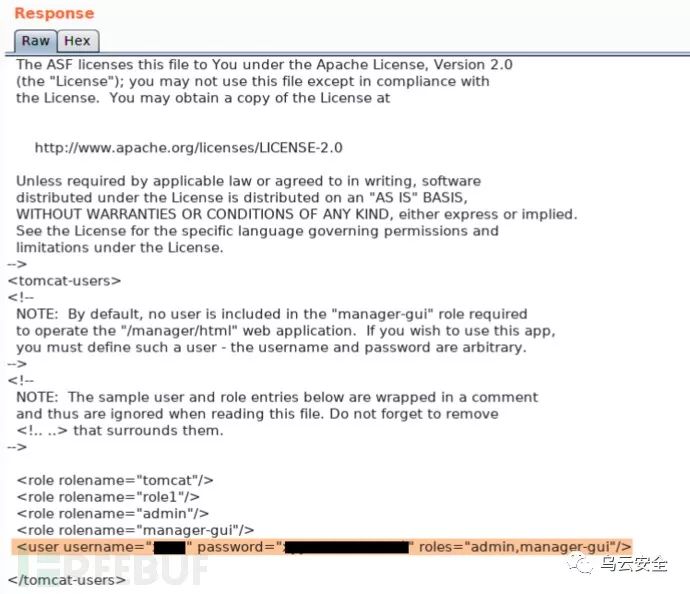 Response
Raw Hex
The ASF licenses this file to You under the Apache License, Version 2.0
(the "License"); you may not use this file except in compliance with
the License.  You may obtain a copy of the License at
http://www.apache.org/licenses/LICENSE-2.0
Unless required by applicable law or agreed to in writing, software
distributed under the License is distributed on an "AS IS" BASIS,
WITHOUT WARRANTIES OR CONDITIONS OF ANY KIND, either express or implied.
See the License for the specific language governing permissions and
limitations under the License.
-->
<tomcat-users>
<!--
NOTE:  By default, no user is included in the "manager-gui" role required
to operate the "/manager/html" web application.  If you wish to use this app,
you must define such a user - the username and password are arbitrary.
-->
<!--
NOTE:  The sample user and role entries below are wrapped in a comment
and thus are ignored when reading this file. Do not forget to remove
<!.. ..> that surrounds them.
-->
<role rolename="tomcat"/>
<role rolename="role1"/>
<role rolename="admin"/>
<role rolename="manager-gui"/>
<user username=" " password=" " roles="admin,manager-gui"/>
乌云安全
</tomcat-users>
FREEBUF